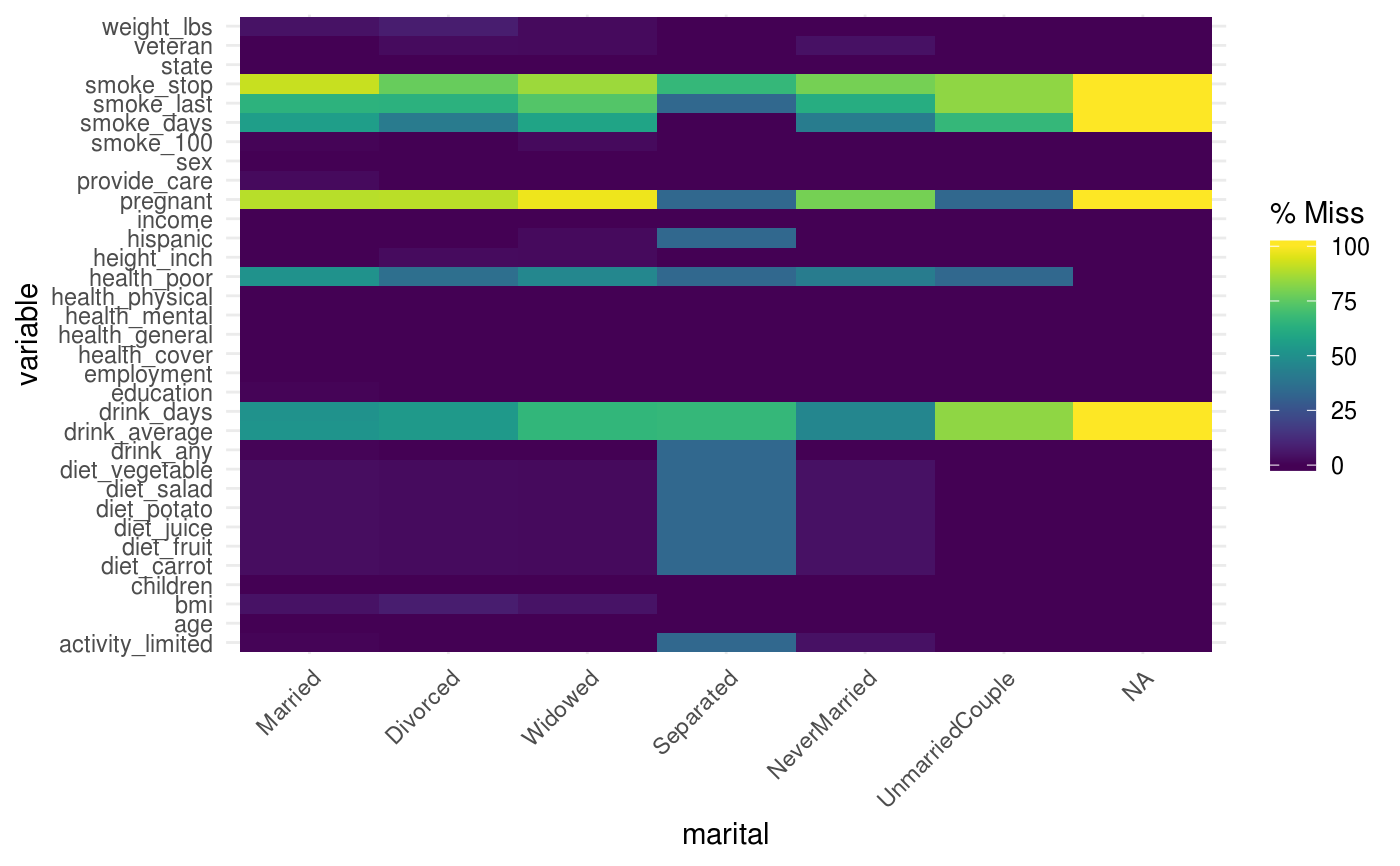 weight_lbs
veteran
state
smoke_stop
smoke_last
smoke_days
smoke_100
sex
provide_care
pregnant
income
hispanic
height_inch
health_poor
health_physical
health_mental
health_general
health_cover
employment
education
drink_days
drink_average
drink_any
diet_vegetable
diet_salad
diet_potato
diet_juice
diet_fruit
diet_carrot
children
bmi
age
activity_limited
variable
Married
Divorced
Widowed
Separated
NeverMarried
UnmarriedCouple
NA
marital
% Miss
100
75
50
25
0